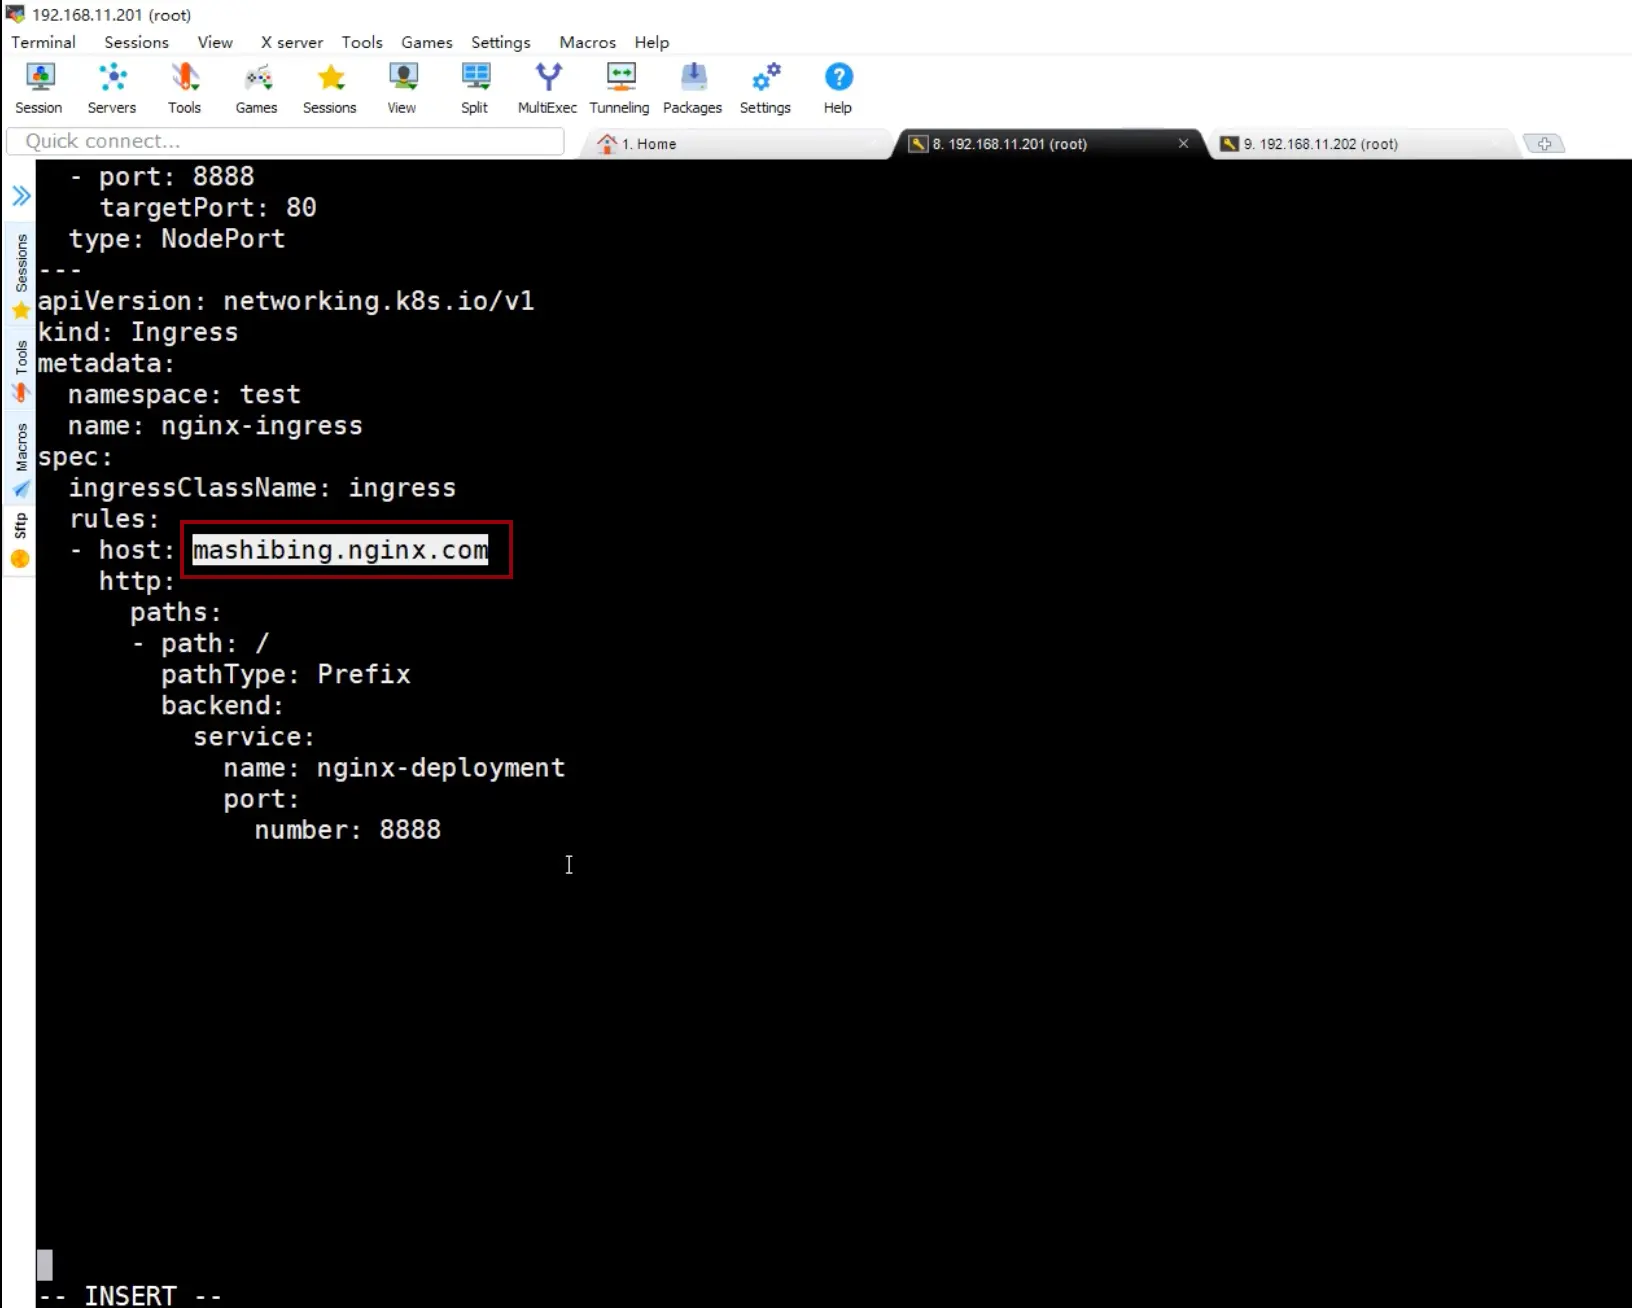 192.168.11.201 (root)
Terminal Sessions View X server Tools Games Settings Macros Help
Session Servers Tools Games Sessions View Split MultiExec Tunneling Packages Settings Help
Quick connect... 1. Home 8. 192.168.11.201 (root) 9. 192.168.11.202 (root)
Sessions
Tools
Macros
Sftp
  - port: 8888
    targetPort: 80
  type: NodePort
---
apiVersion: networking.k8s.io/v1
kind: Ingress
metadata:
  namespace: test
  name: nginx-ingress
spec:
  ingressClassName: ingress
  rules:
  - host: mashibing.nginx.com
    http:
      paths:
      - path: /
        pathType: Prefix
        backend:
          service:
            name: nginx-deployment
            port:
              number: 8888
-- INSERT --